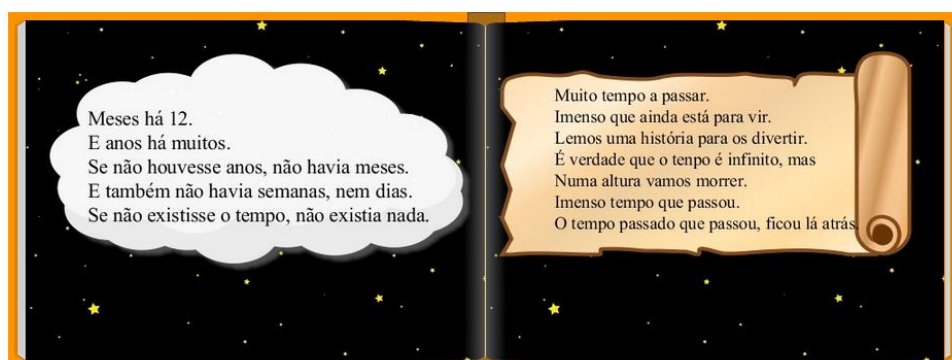 Meses há 12.
E anos há muitos.
Se não houvesse anos, não havia meses.
E também não havia semanas, nem dias.
Se não existisse o tempo, não existia nada.
Muito tempo a passar.
Imenso que ainda está para vir.
Lemos uma história para os divertir.
É verdade que o tenpo é infinito, mas
Numa altura vamos morrer.
Imenso tempo que passou.
O tempo passado que passou, ficou lá atrás.